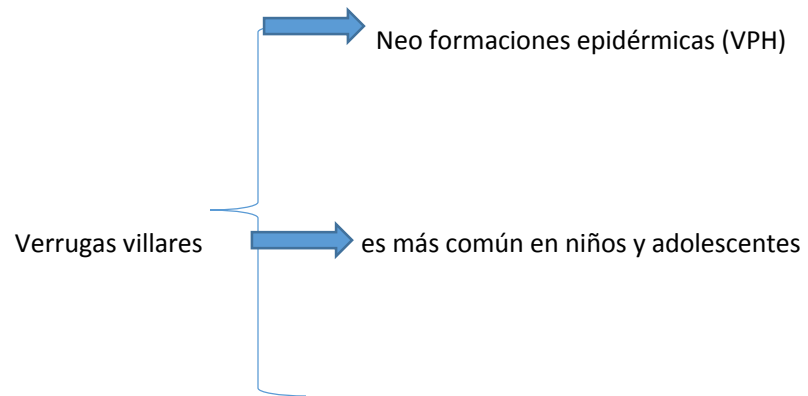 Neo formaciones epidérmicas (VPH)
Verrugas villares
es más común en niños y adolescentes